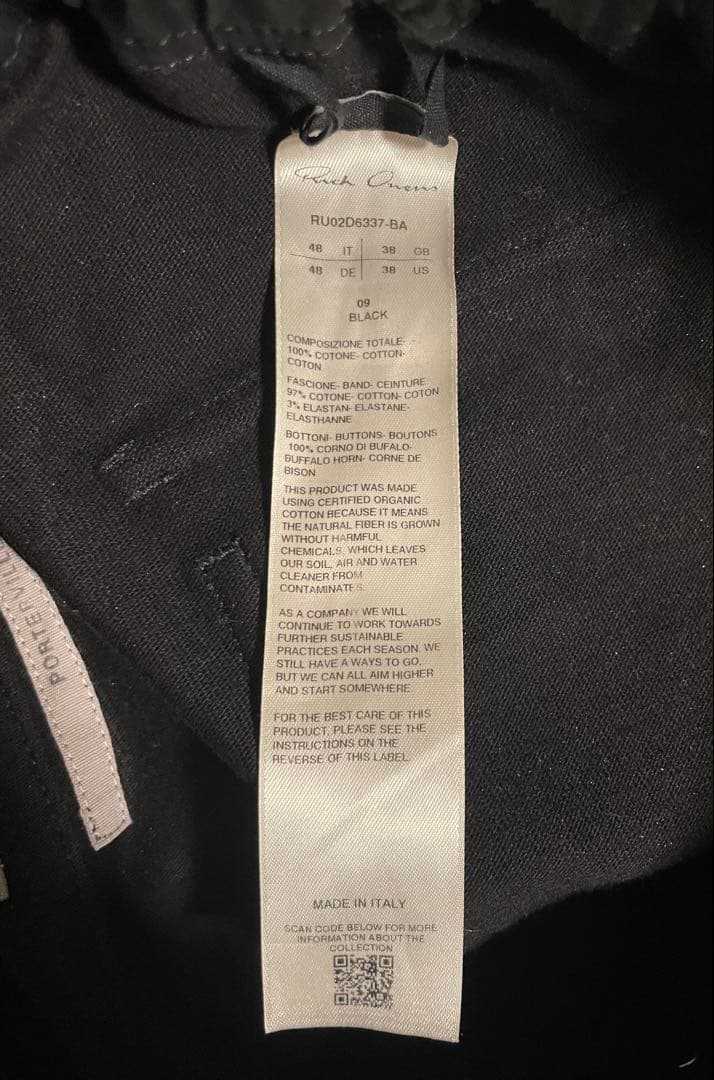 Rick Owens
RU02D6337-BA
48 IT 38 GB
48 DE 38 US
09
BLACK
COMPOSIZIONE TOTALE-
100% COTONE- COTTON-
COTON
FASCIONE- BAND- CEINTURE
97% COTONE- COTTON- COTON
3% ELASTAN- ELASTANE-
ELASTHANNE
BOTTONI- BUTTONS- BOUTONS
100% CORNO DI BUFALO-
BUFFALO HORN- CORNE DE
BISON
THIS PRODUCT WAS MADE
USING CERTIFIED ORGANIC
COTTON BECAUSE IT MEANS
THE NATURAL FIBER IS GROWN
WITHOUT HARMFUL
CHEMICALS, WHICH LEAVES
OUR SOIL, AIR AND WATER
CLEANER FROM
CONTAMINATES.
AS A COMPANY WE WILL
CONTINUE TO WORK TOWARDS
FURTHER SUSTAINABLE
PRACTICES EACH SEASON. WE
STILL HAVE A WAYS TO GO,
BUT WE CAN ALL AIM HIGHER
AND START SOMEWHERE.
FOR THE BEST CARE OF THIS
PRODUCT, PLEASE SEE THE
INSTRUCTIONS ON THE
REVERSE OF THIS LABEL.
MADE IN ITALY
SCAN CODE BELOW FOR MORE
INFORMATION ABOUT THE
COLLECTION